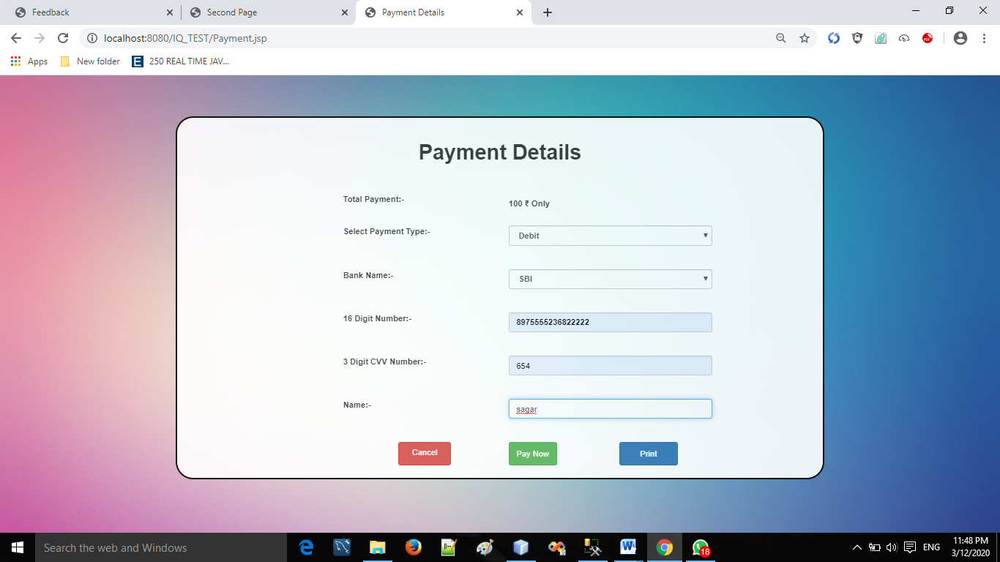 Feedback
Second Page
Payment Details
localhost:8080/IQ_TEST/Payment.jsp
Apps
New folder
E
250 REAL TIME JAV...
Payment Details
Total Payment:-
100 ₹ Only
Select Payment Type:-
Debit
Bank Name:-
SBI
16 Digit Number:-
8975555236822222
3 Digit CVV Number:-
654
Name:-
sagar
Cancel
Pay Now
Print
Search the web and Windows
18
ENG
11:48 PM
3/12/2020